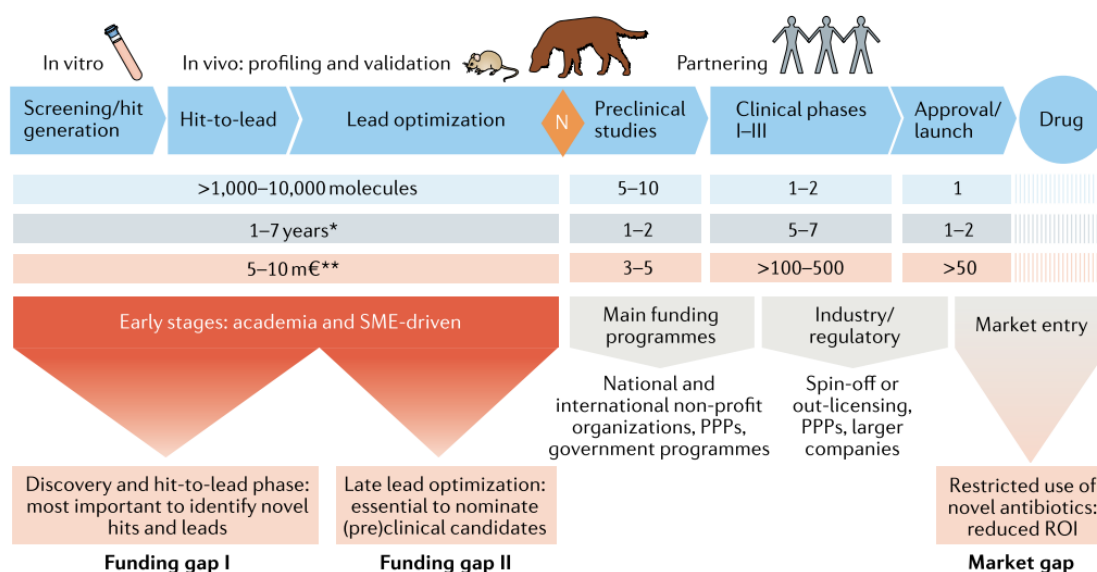 In vitro
In vivo: profiling and validation
Partnering
Screening/hit
generation
Hit-to-lead
Lead optimization
N
Preclinical
studies
Clinical phases
I–III
Approval/
launch
Drug
>1,000–10,000 molecules
5–10
1–2
1
1–7 years*
1–2
5–7
1–2
5–10 m€**
3–5
>100–500
>50
Early stages: academia and SME-driven
Main funding
programmes
Industry/
regulatory
Market entry
National and
international non-profit
organizations, PPPs,
government programmes
Spin-off or
out-licensing,
PPPs, larger
companies
Discovery and hit-to-lead phase:
most important to identify novel
hits and leads
Late lead optimization:
essential to nominate
(pre)clinical candidates
Restricted use of
novel antibiotics:
reduced ROI
Funding gap I
Funding gap II
Market gap